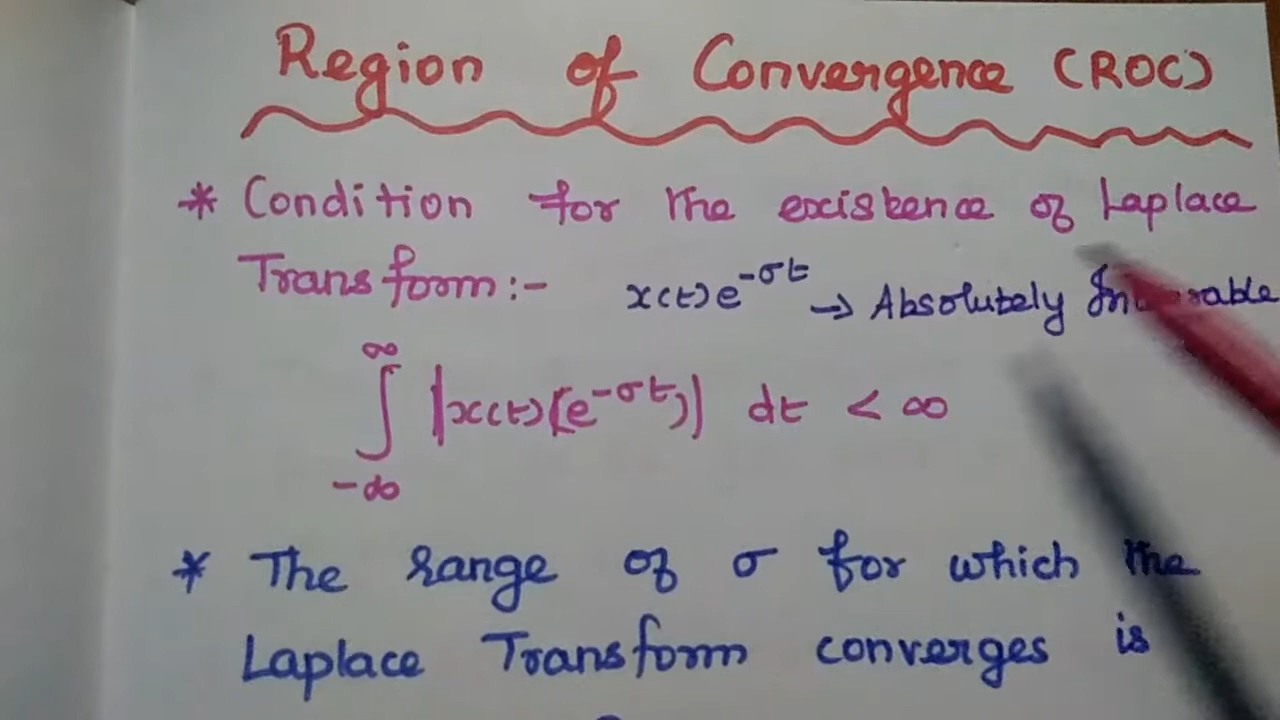 Region of Convergence (ROC)
* Condition for the existence of Laplace
Transform:-
x(t)e^-σt → Absolutely
∞
∫ |x(t)(e^-σt)| dt < ∞
-∞
* The range of σ for which the
Laplace Transform converges is